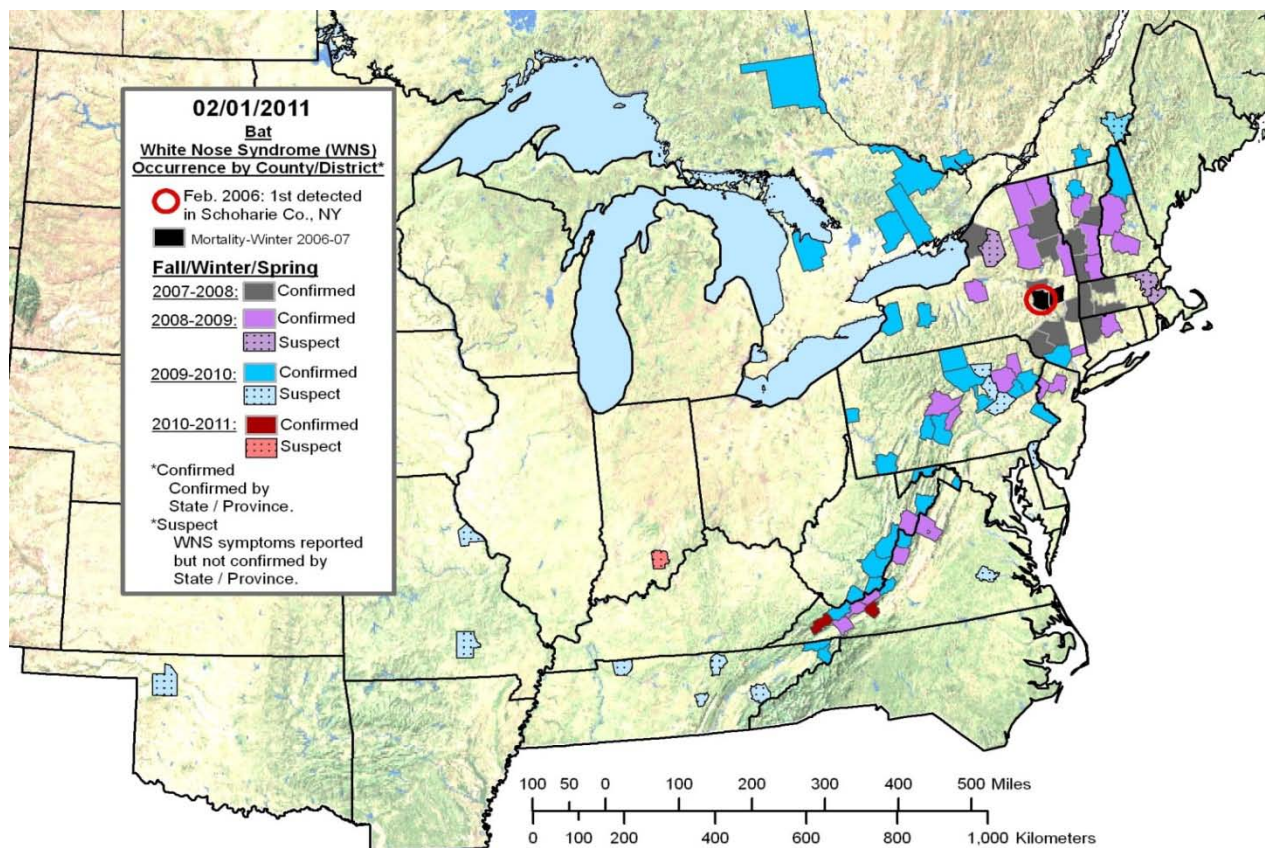 02/01/2011
Bat
White Nose Syndrome (WNS)
Occurrence by County/District*
Feb. 2006: 1st detected
in Schoharie Co., NY
Mortality-Winter 2006-07
Fall/Winter/Spring
2007-2008: Confirmed
2008-2009: Confirmed
Suspect
2009-2010: Confirmed
Suspect
2010-2011: Confirmed
Suspect
*Confirmed
Confirmed by
State / Province.
*Suspect
WNS symptoms reported
but not confirmed by
State / Province.
100 50 0 100 200 300 400 500 Miles
0 100 200 400 600 800 1,000 Kilometers